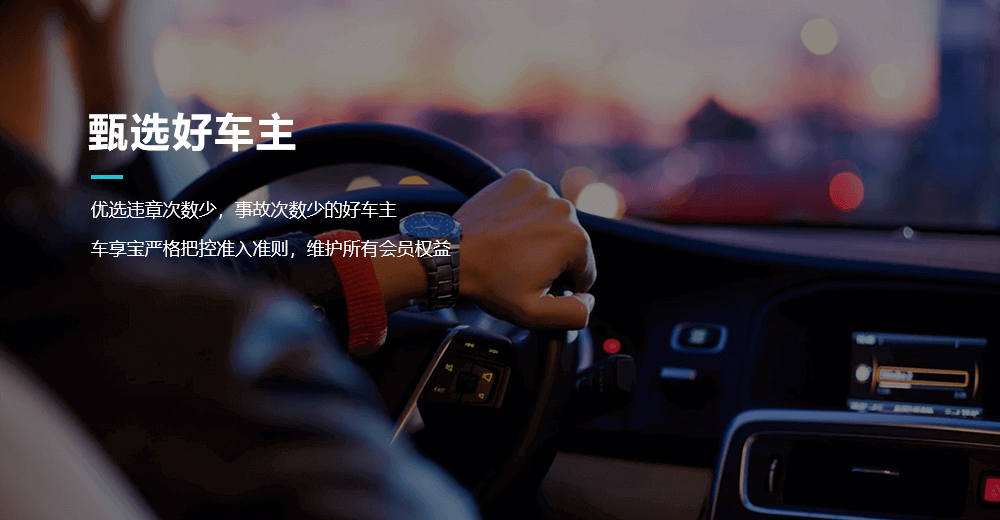 甄选好车主
优选违章次数少，事故次数少的好车主
车享宝严格把控准入准则，维护所有会员权益